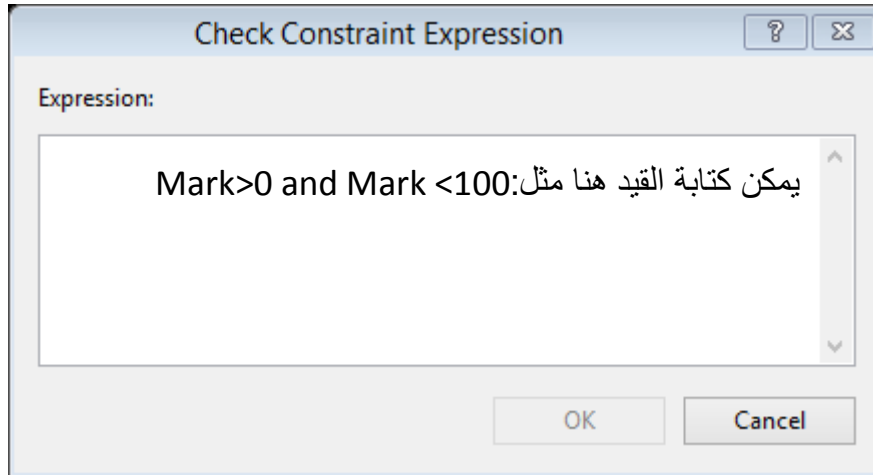 Check Constraint Expression
Expression:
يمكن كتابة القيد هنا مثل:Mark>0 and Mark <100
OK
Cancel